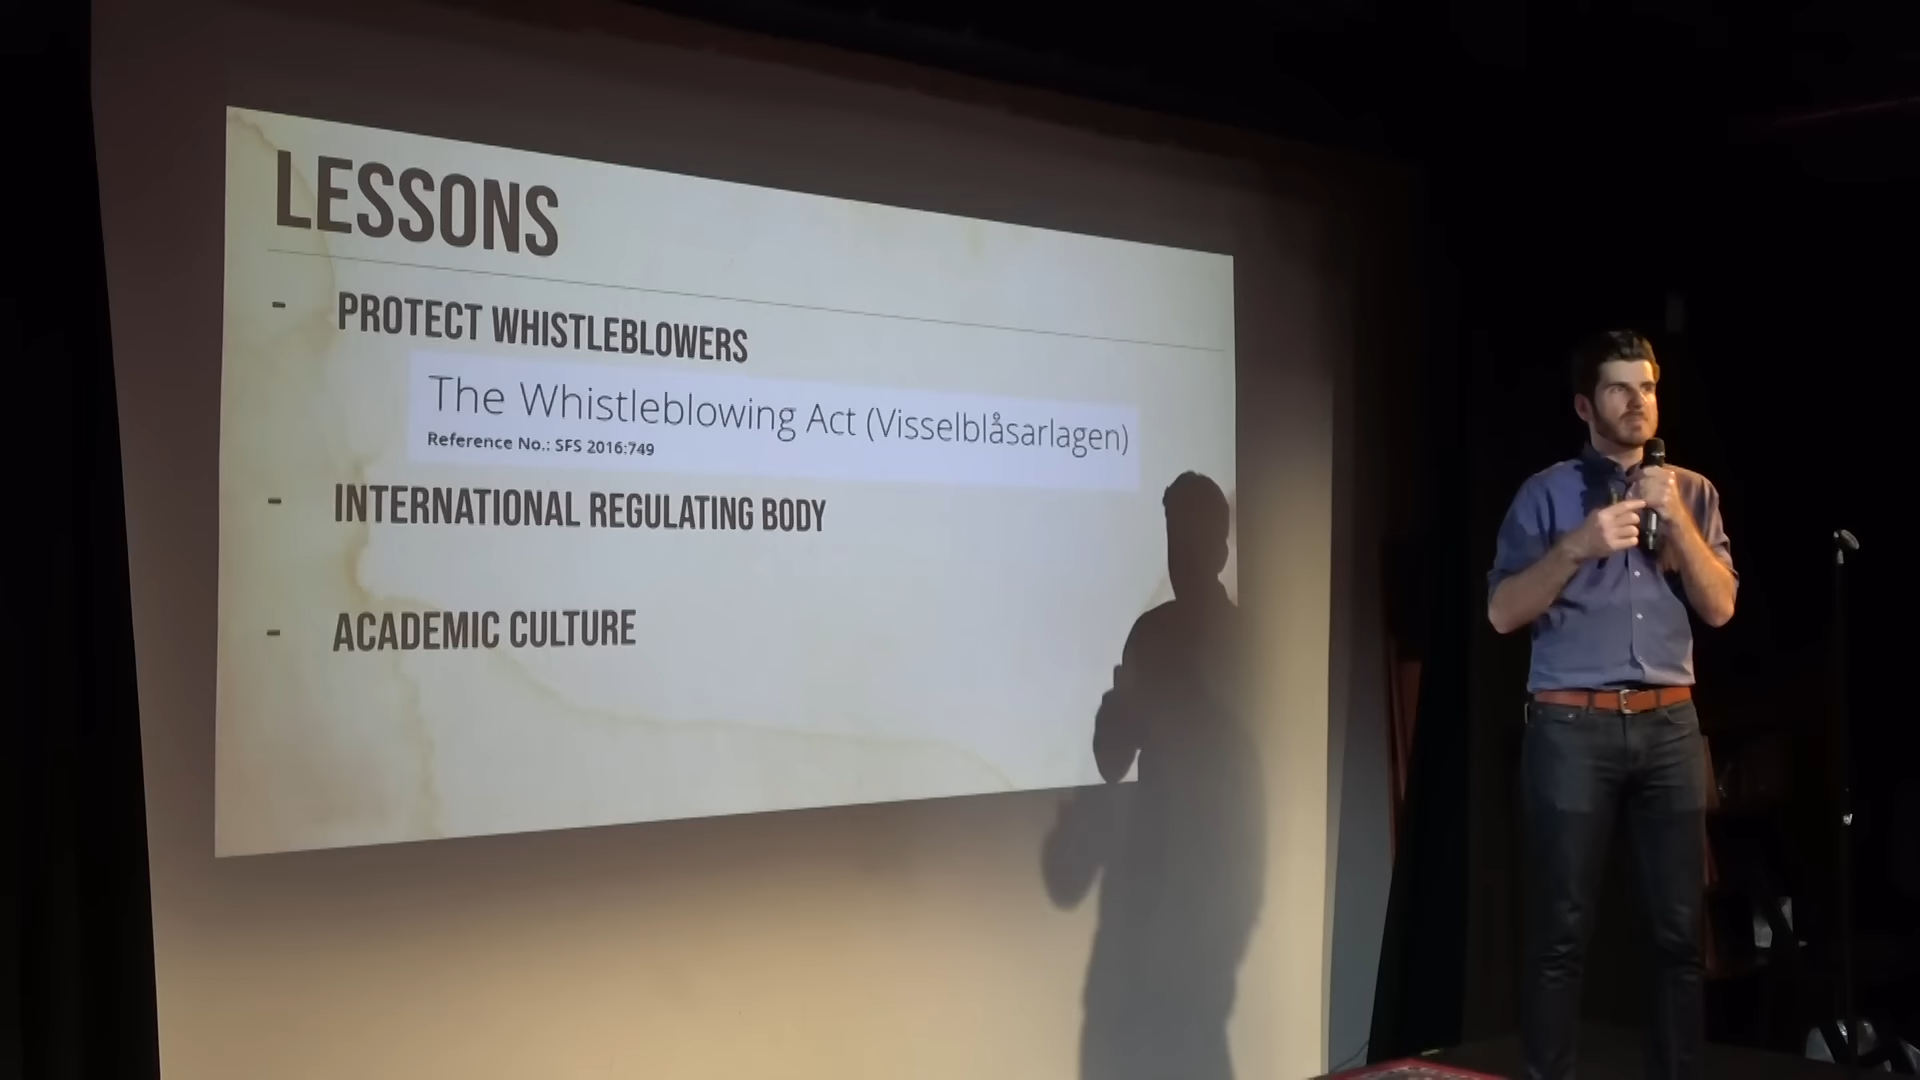 LESSONS
- PROTECT WHISTLEBLOWERS
The Whistleblowing Act (Visselblåsarlagen)
Reference No.: SFS 2016:749
- INTERNATIONAL REGULATING BODY
- ACADEMIC CULTURE